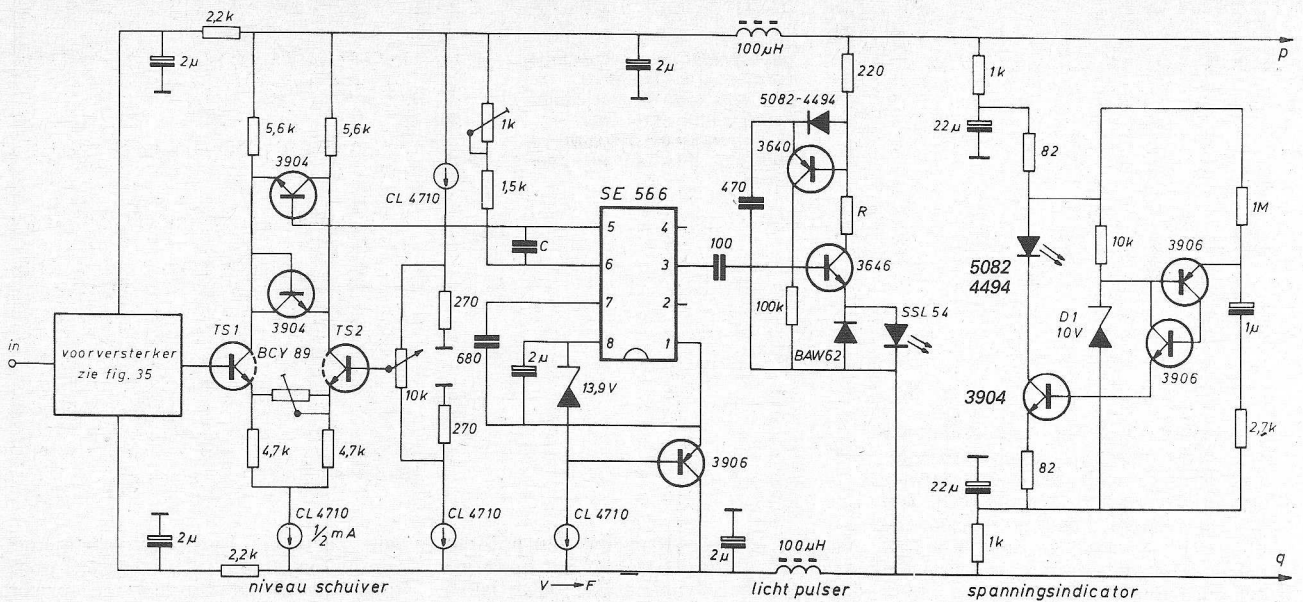 2,2k
2μ
5,6k
5,6k
3904
3904
CL 4710
1k
1,5k
2μ
100μH
220
5082-4494
3640
470
R
SE 566
C
5
6
7
8
4
3
2
1
100
3646
100k
BAW62
SSL 54
1k
22μ
82
5082
4494
10k
1M
3906
3906
D1
10V
1μ
3904
82
2,7k
22μ
1k
p
in
voorversterker
zie fig. 35
TS1
BCY 89
TS2
4,7k
4,7k
10k
270
270
680
2μ
13,9V
3906
CL 4710
½ mA
CL 4710
CL 4710
2μ
2,2k
2μ
100μH
niveau schuiver
V → F
licht pulser
spanningsindicator
q